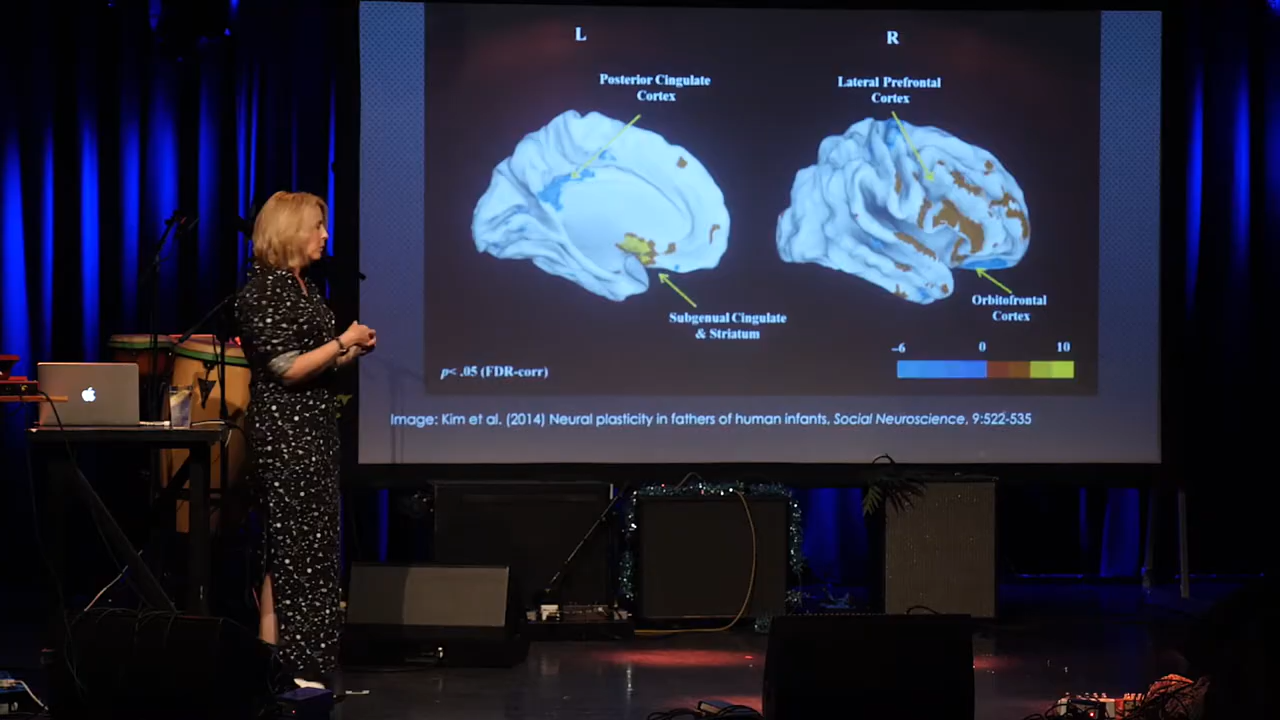 L
R
Posterior Cingulate
Cortex
Lateral Prefrontal
Cortex
Subgenual Cingulate
& Striatum
Orbitofrontal
Cortex
-6 0 10
p< .05 (FDR-corr)
Image: Kim et al. (2014) Neural plasticity in fathers of human infants, Social Neuroscience, 9:522-535